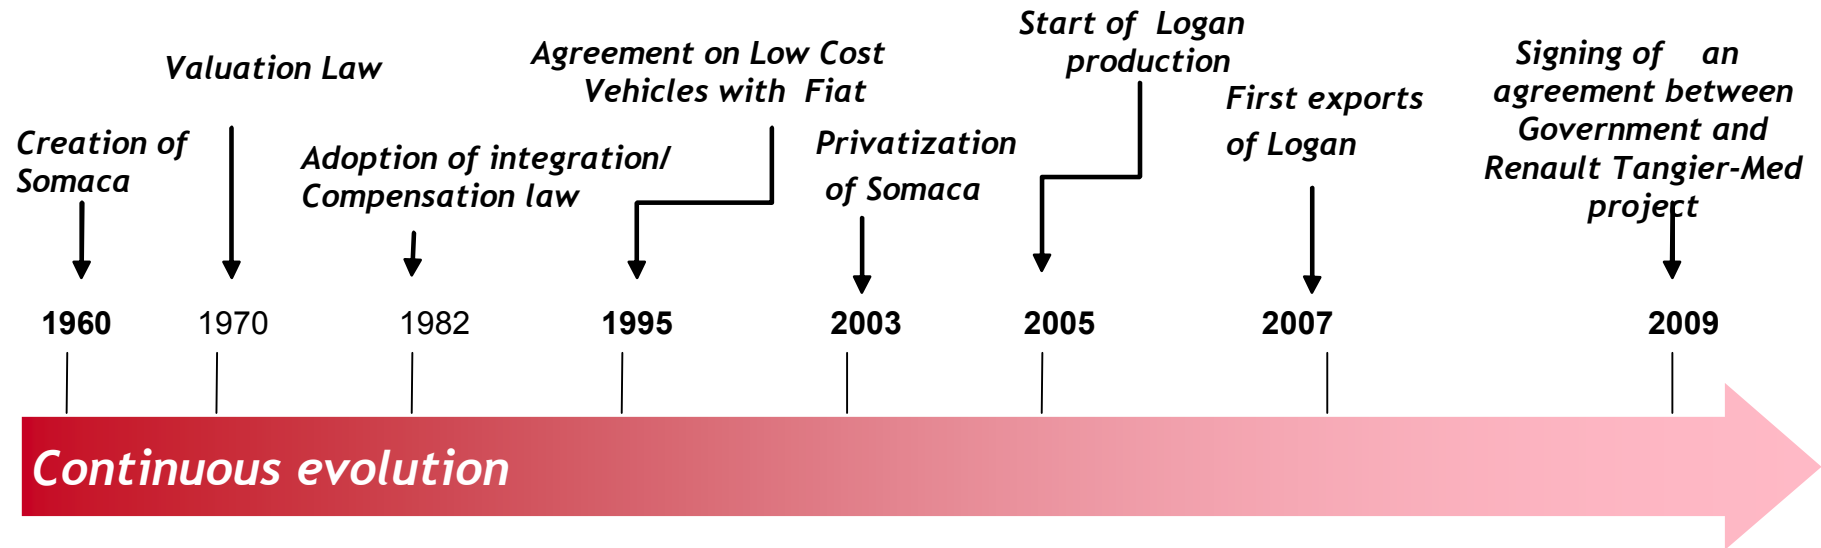 Creation of
Somaca
Valuation Law
Adoption of integration/
Compensation law
Agreement on Low Cost
Vehicles with Fiat
Privatization
of Somaca
Start of Logan
production
First exports
of Logan
Signing of an
agreement between
Government and
Renault Tangier-Med
project
1960 1970 1982 1995 2003 2005 2007 2009
Continuous evolution